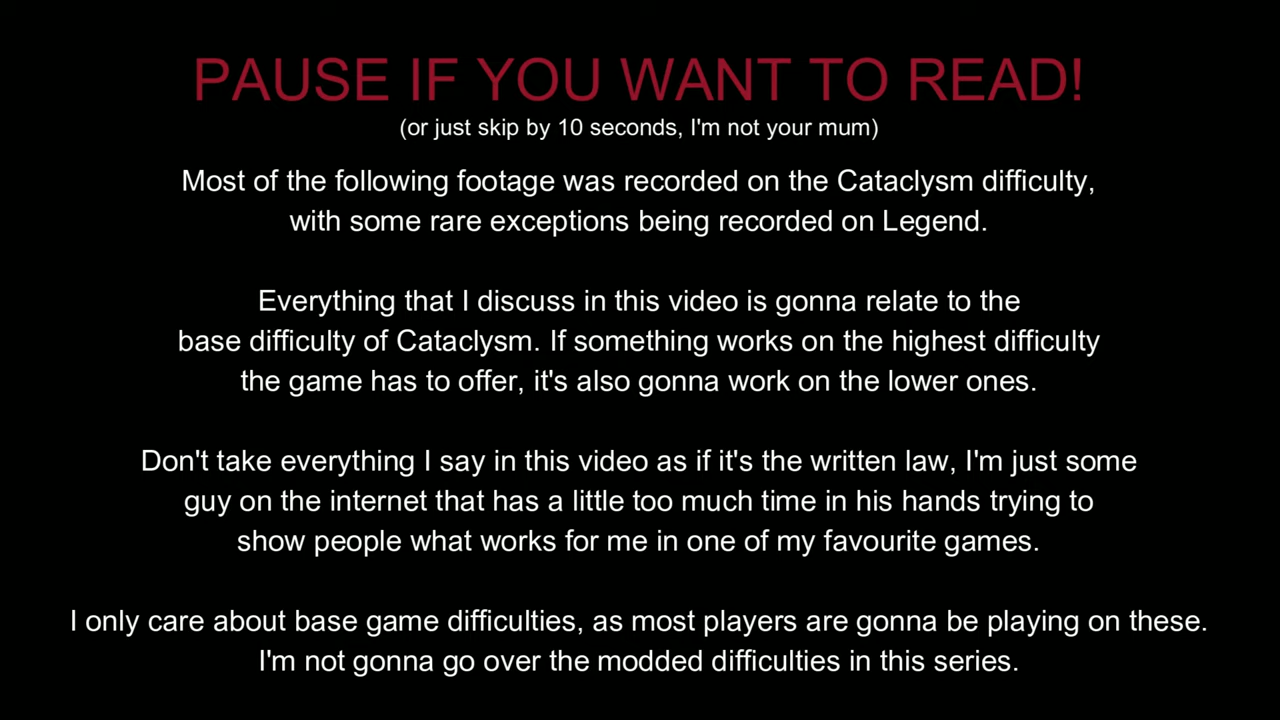 PAUSE IF YOU WANT TO READ!
(or just skip by 10 seconds, I'm not your mum)
Most of the following footage was recorded on the Cataclysm difficulty,
with some rare exceptions being recorded on Legend.
Everything that I discuss in this video is gonna relate to the
base difficulty of Cataclysm. If something works on the highest difficulty
the game has to offer, it's also gonna work on the lower ones.
Don't take everything I say in this video as if it's the written law, I'm just some
guy on the internet that has a little too much time in his hands trying to
show people what works for me in one of my favourite games.
I only care about base game difficulties, as most players are gonna be playing on these.
I'm not gonna go over the modded difficulties in this series.